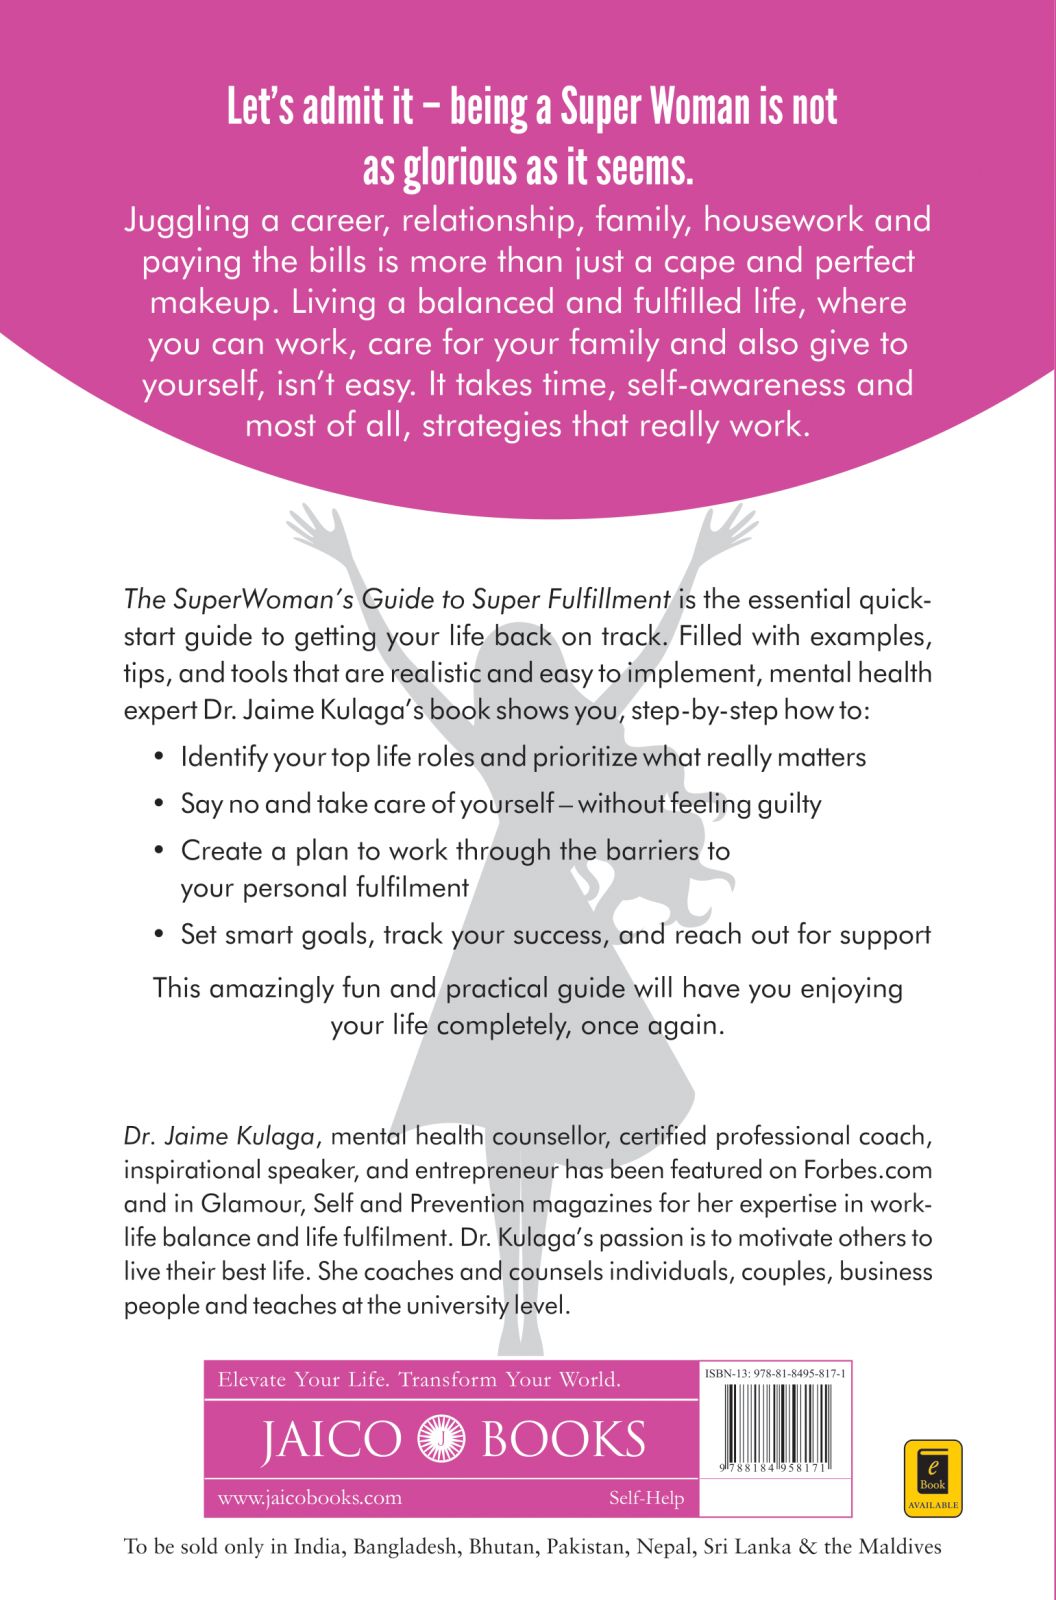 Let's admit it – being a Super Woman is not
as glorious as it seems.
Juggling a career, relationship, family, housework and
paying the bills is more than just a cape and perfect
makeup. Living a balanced and fulfilled life, where
you can work, care for your family and also give to
yourself, isn't easy. It takes time, self-awareness and
most of all, strategies that really work.
The SuperWoman's Guide to Super Fulfillment is the essential quick-
start guide to getting your life back on track. Filled with examples,
tips, and tools that are realistic and easy to implement, mental health
expert Dr. Jaime Kulaga's book shows you, step-by-step how to:
• Identify your top life roles and prioritize what really matters
• Say no and take care of yourself – without feeling guilty
• Create a plan to work through the barriers to
your personal fulfilment
• Set smart goals, track your success, and reach out for support
This amazingly fun and practical guide will have you enjoying
your life completely, once again.
Dr. Jaime Kulaga, mental health counsellor, certified professional coach,
inspirational speaker, and entrepreneur has been featured on Forbes.com
and in Glamour, Self and Prevention magazines for her expertise in work-
life balance and life fulfilment. Dr. Kulaga's passion is to motivate others to
live their best life. She coaches and counsels individuals, couples, business
people and teaches at the university level.
Elevate Your Life. Transform Your World.
JAICO J BOOKS
www.jaicobooks.com Self-Help
ISBN-13: 978-81-8495-817-1
9 788184 958171
e
Book
AVAILABLE
To be sold only in India, Bangladesh, Bhutan, Pakistan, Nepal, Sri Lanka & the Maldives